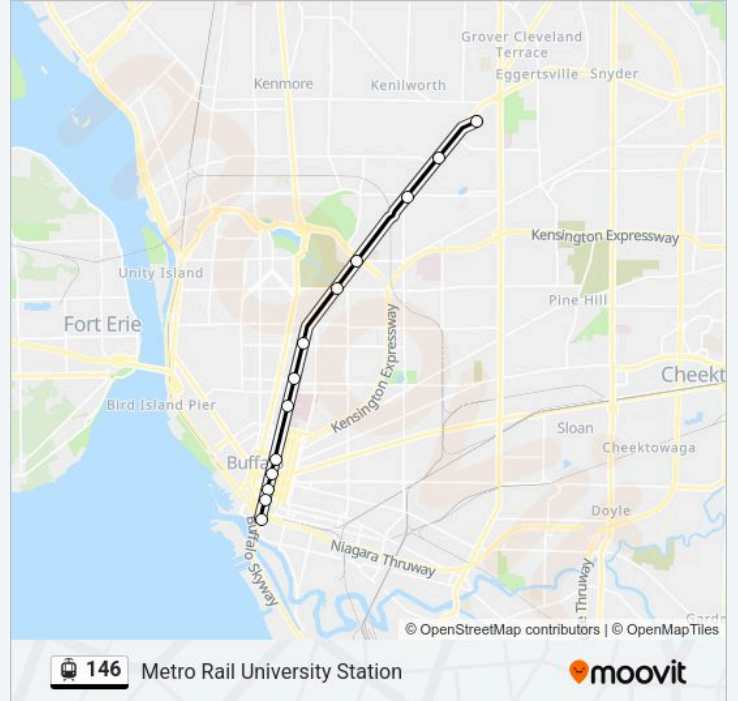 Grover Cleveland
Terrace
Eggertsville
Snyder
Kenmore
Kenilworth
Kensington Expressway
Unity Island
Pine Hill
Fort Erie
Kensington Expressway
Cheekt
Bird Island Pier
Sloan
Cheektowaga
Buffalo
Doyle
Buffalo Skyway
Niagara Thruway
e Thruway
Garde
© OpenStreetMap contributors | © OpenMapTiles
146 Metro Rail University Station
moovit